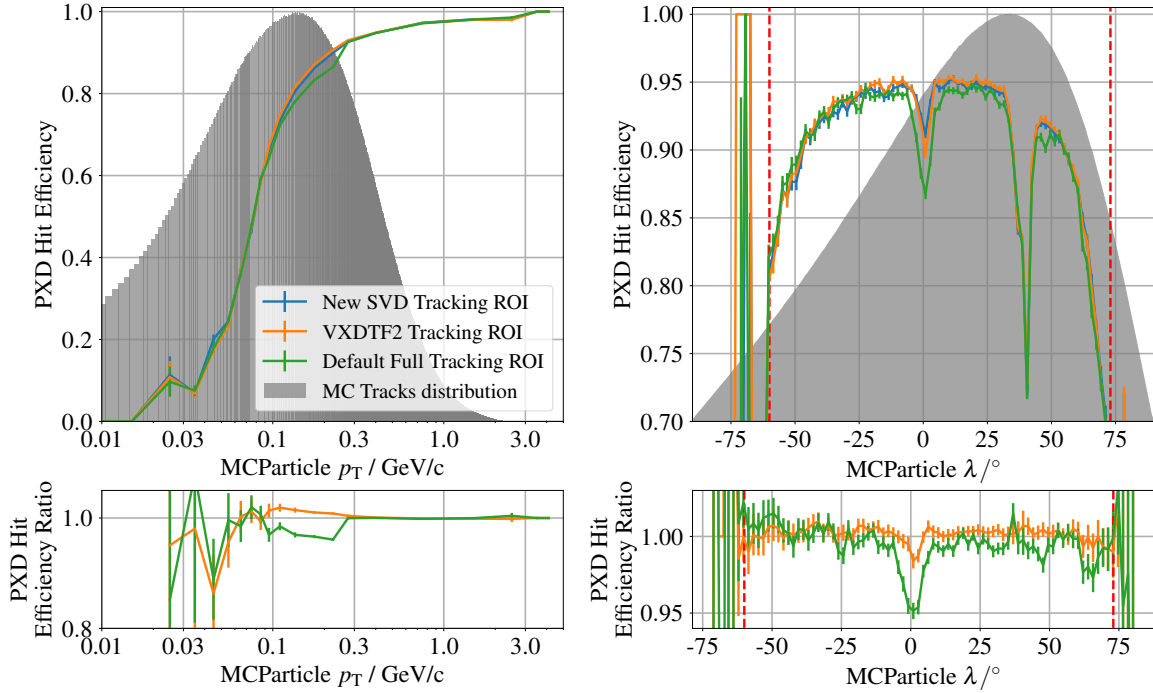 1.0
0.8
0.6
0.4
0.2
0.0
PXD Hit Efficiency
New SVD Tracking ROI
VXDTF2 Tracking ROI
Default Full Tracking ROI
MC Tracks distribution
0.01 0.03 0.1 0.3 1.0 3.0
MCParticle pT / GeV/c
1.00
0.95
0.90
0.85
0.80
0.75
0.70
PXD Hit Efficiency
-75 -50 -25 0 25 50 75
MCParticle λ/°
1.0
0.8
PXD Hit
Efficiency Ratio
0.01 0.03 0.1 0.3 1.0 3.0
MCParticle pT / GeV/c
1.00
0.95
PXD Hit
Efficiency Ratio
-75 -50 -25 0 25 50 75
MCParticle λ/°